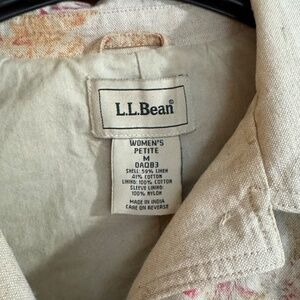 L.L.Bean®
WOMEN'S
PETITE
M
0AQB3
SHELL: 59% LINEN
41% COTTON
LINING: 100% COTTON
SLEEVE LINING:
100% NYLON
MADE IN INDIA
CARE ON REVERSE